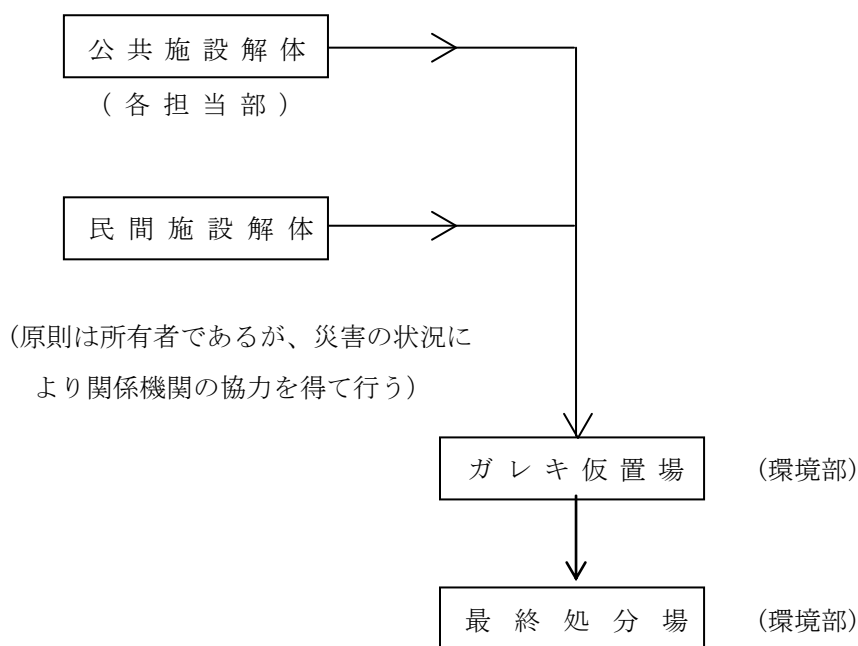 公共施設解体
（各担当部）
民間施設解体
（原則は所有者であるが、災害の状況に
より関係機関の協力を得て行う）
ガレキ仮置場　（環境部）
最終処分場　（環境部）